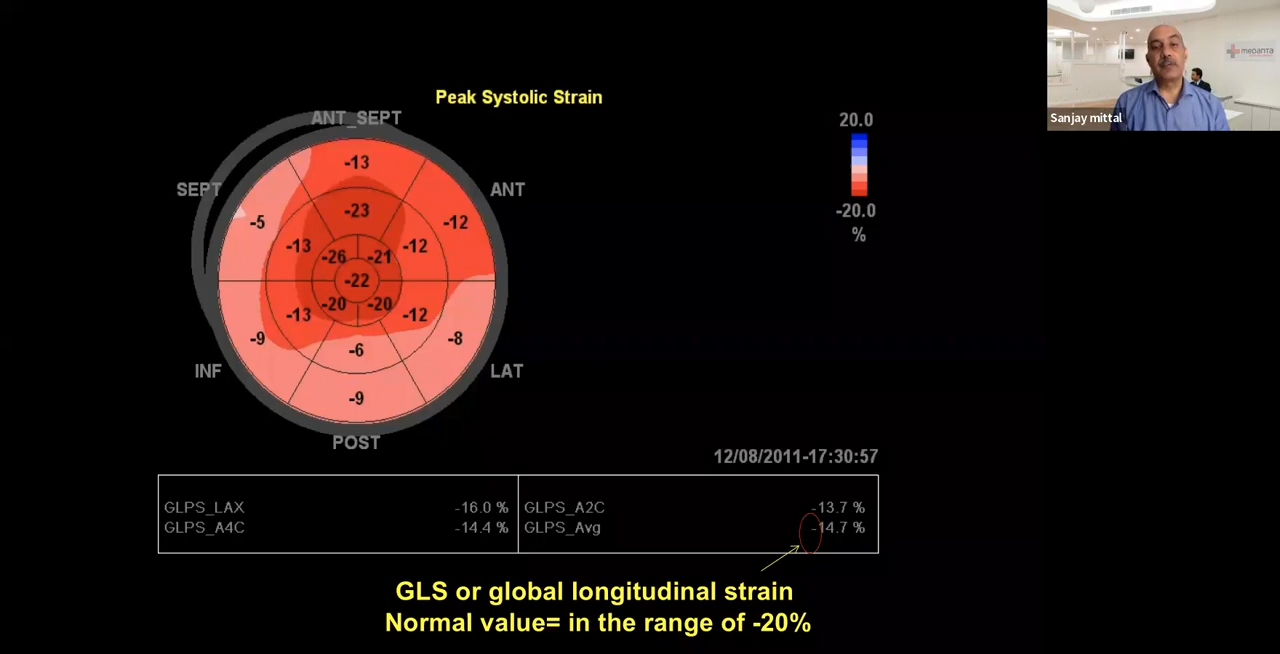 Peak Systolic Strain
ANT_SEPT
SEPT
ANT
-13
-23
-5
-12
-13
-12
-26
-21
-22
-20
-20
-13
-12
-9
-8
-6
-9
INF
LAT
POST
20.0
-20.0
%
medanta
Sanjay mittal
12/08/2011-17:30:57
GLPS_LAX -16.0 %
GLPS_A4C -14.4 %
GLPS_A2C -13.7 %
GLPS_Avg -14.7 %
GLS or global longitudinal strain
Normal value= in the range of -20%